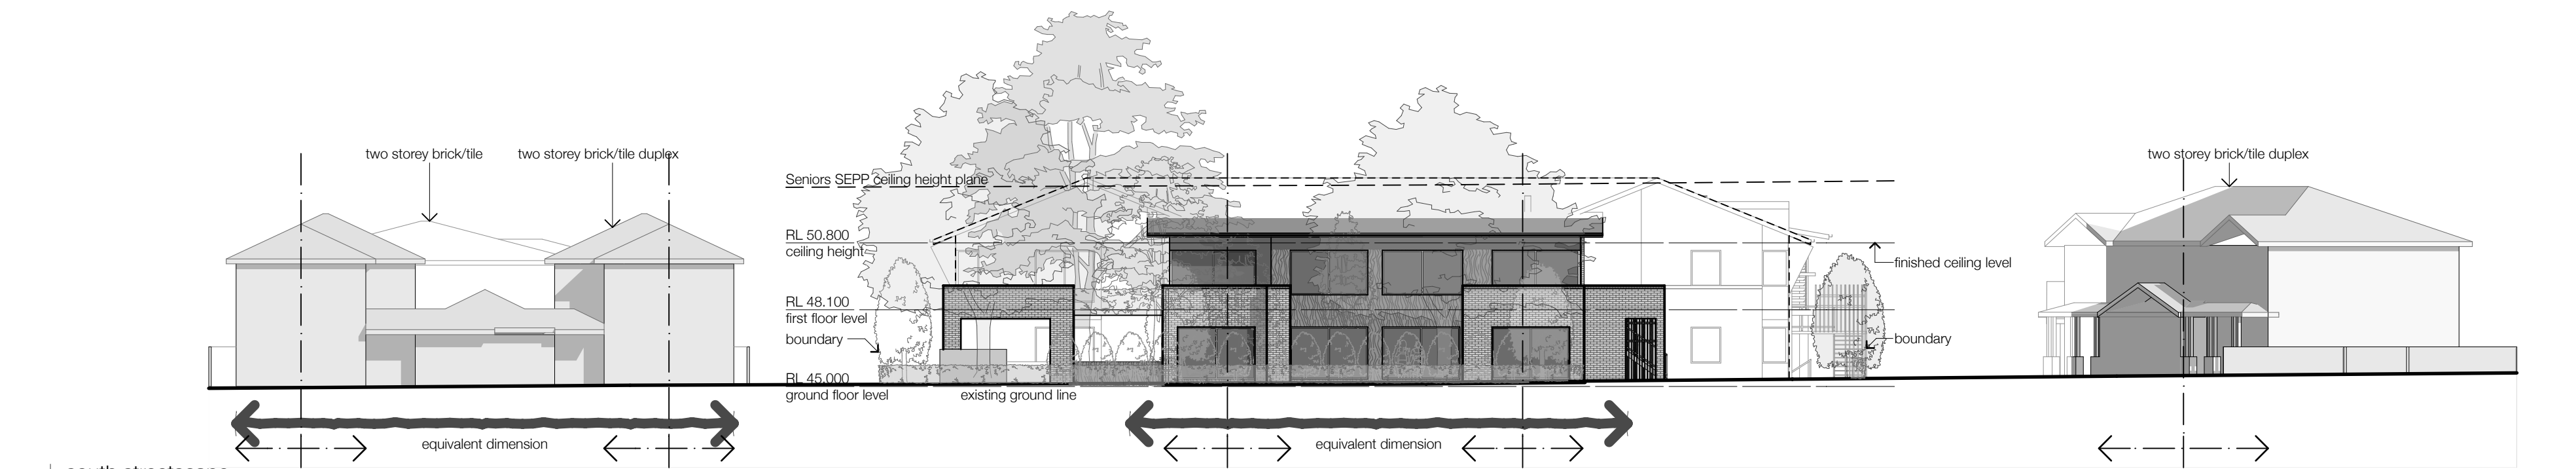 two storey brick/tile
two storey brick/tile duplex
two storey brick/tile duplex
Seniors SEPP ceiling height plane
RL 50.800
ceiling height
finished ceiling level
RL 48.100
first floor level
boundary
boundary
RL 45.000
ground floor level
existing ground line
equivalent dimension
equivalent dimension
south streetscape